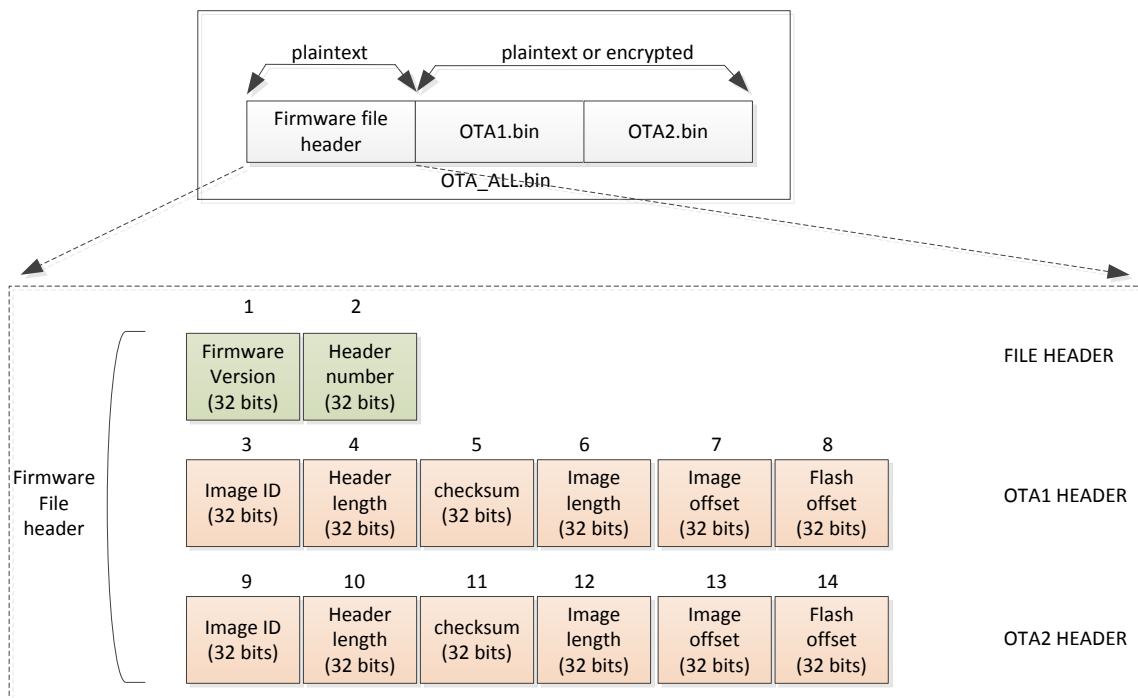 plaintext
plaintext or encrypted
Firmware file
header
OTA1.bin
OTA2.bin
OTA_ALL.bin
1
2
Firmware
Version
(32 bits)
Header
number
(32 bits)
FILE HEADER
Firmware
File
header
3
4
5
6
7
8
Image ID
(32 bits)
Header
length
(32 bits)
checksum
(32 bits)
Image
length
(32 bits)
Image
offset
(32 bits)
Flash
offset
(32 bits)
OTA1 HEADER
9
10
11
12
13
14
Image ID
(32 bits)
Header
length
(32 bits)
checksum
(32 bits)
Image
length
(32 bits)
Image
offset
(32 bits)
Flash
offset
(32 bits)
OTA2 HEADER